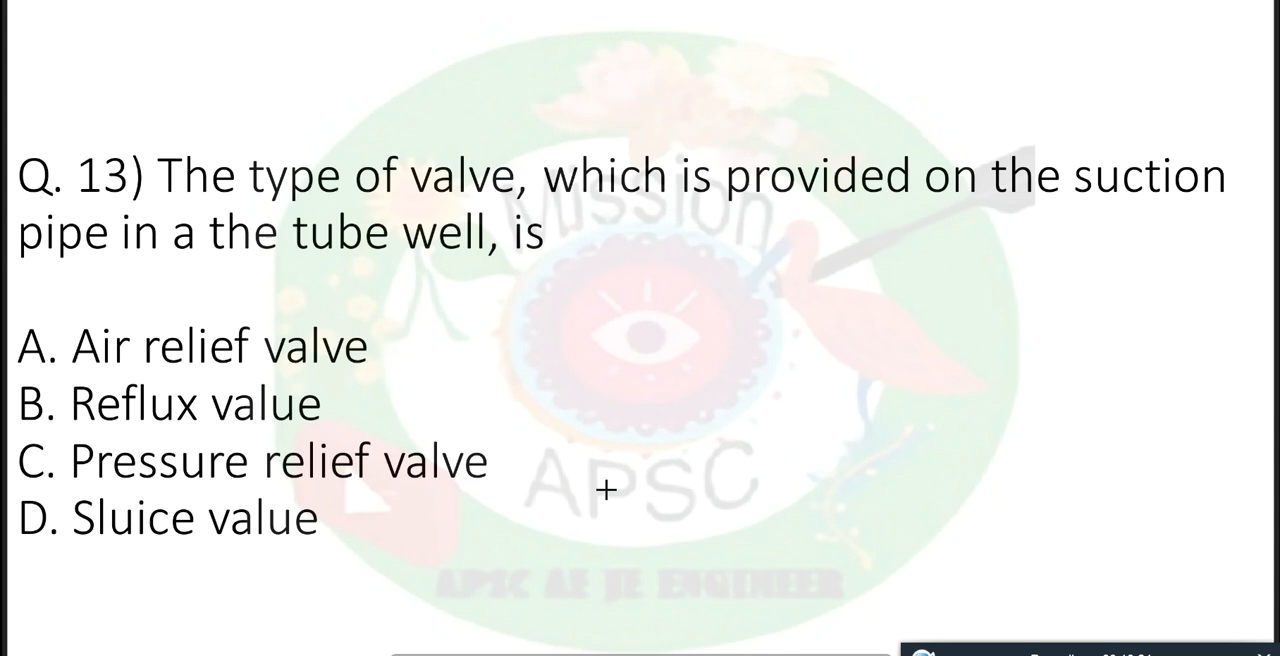 Q. 13) The type of valve, which is provided on the suction
pipe in a the tube well, is
A. Air relief valve
B. Reflux value
C. Pressure relief valve
D. Sluice value
Mission
APSC
APSC AE JE ENGINEER